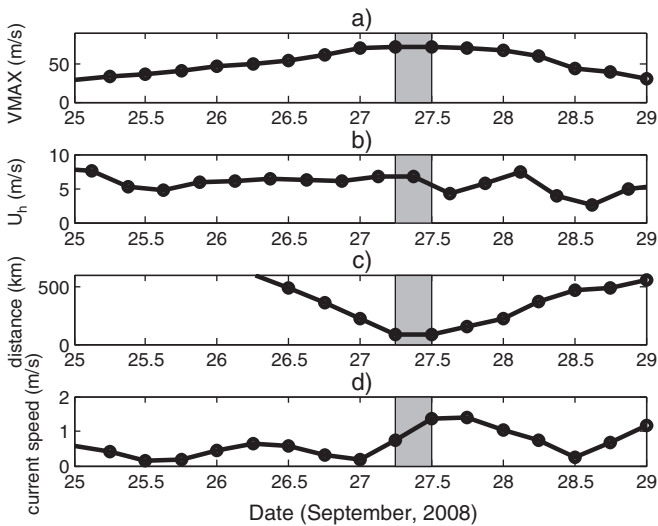 a)
VMAX (m/s)
50
0
25 25.5 26 26.5 27 27.5 28 28.5 29
b)
U_h (m/s)
10
5
0
25 25.5 26 26.5 27 27.5 28 28.5 29
c)
distance (km)
500
0
25 25.5 26 26.5 27 27.5 28 28.5 29
d)
current speed (m/s)
2
1
0
25 25.5 26 26.5 27 27.5 28 28.5 29
Date (September, 2008)